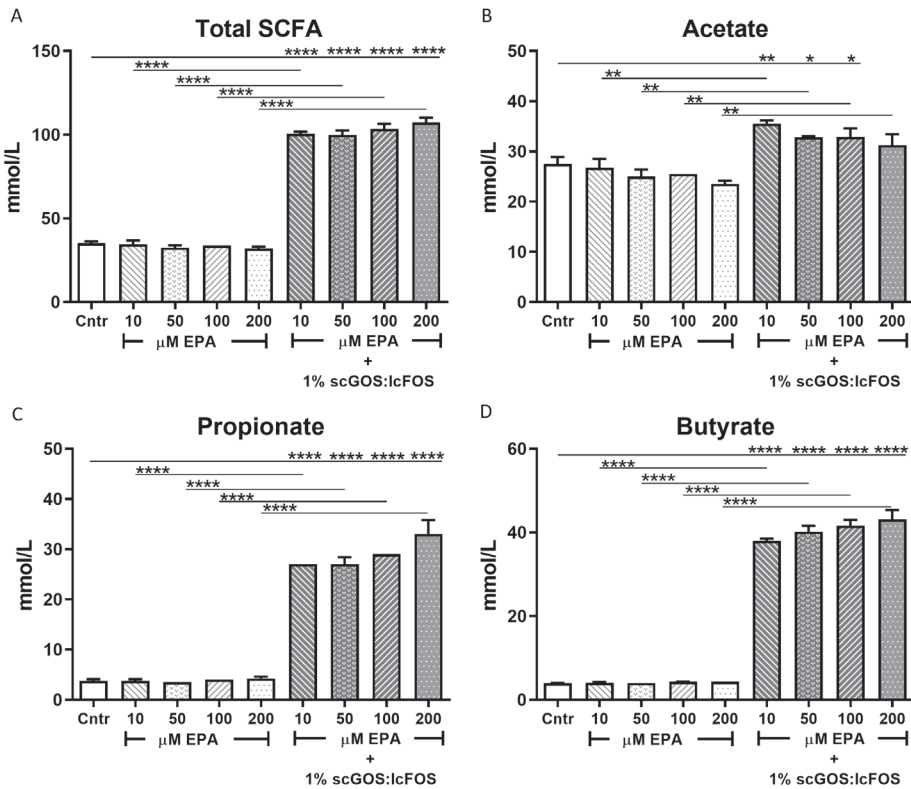 A
Total SCFA
mmol/L
150
100
50
0
**** **** **** ****
****
****
****
****
Cntr 10 50 100 200 10 50 100 200
μM EPA μM EPA
+
1% scGOS:lcFOS
B
Acetate
mmol/L
50
40
30
20
10
0
** * *
**
**
**
**
Cntr 10 50 100 200 10 50 100 200
μM EPA μM EPA
+
1% scGOS:lcFOS
C
Propionate
mmol/L
50
40
30
20
10
0
**** **** **** ****
****
****
****
****
Cntr 10 50 100 200 10 50 100 200
μM EPA μM EPA
+
1% scGOS:lcFOS
D
Butyrate
mmol/L
60
40
20
0
**** **** **** ****
****
****
****
****
Cntr 10 50 100 200 10 50 100 200
μM EPA μM EPA
+
1% scGOS:lcFOS